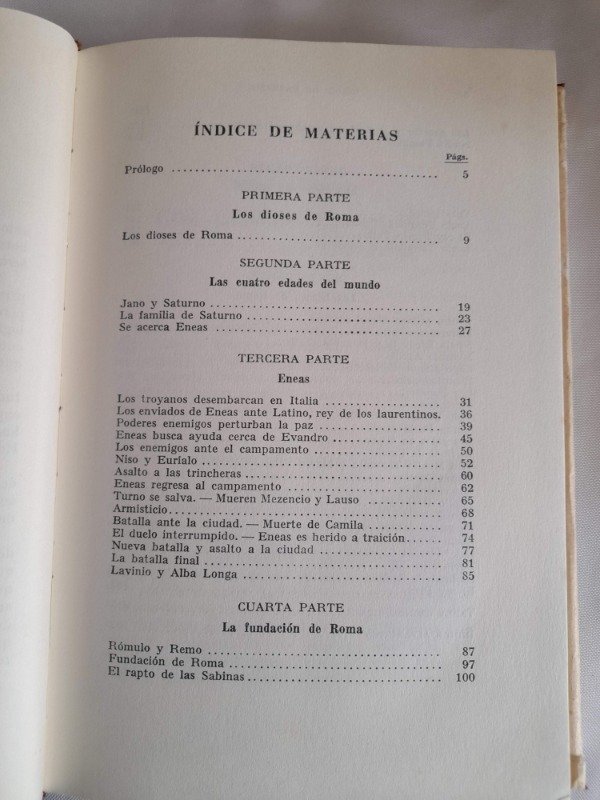 ÍNDICE DE MATERIAS
Págs.
Prólogo ........................................ 5
PRIMERA PARTE
Los dioses de Roma
Los dioses de Roma .............................. 9
SEGUNDA PARTE
Las cuatro edades del mundo
Jano y Saturno .................................. 19
La familia de Saturno ........................... 23
Se acerca Eneas ................................. 27
TERCERA PARTE
Eneas
Los troyanos desembarcan en Italia .............. 31
Los enviados de Eneas ante Latino, rey de los laurentinos. 36
Poderes enemigos perturban la paz ............... 39
Eneas busca ayuda cerca de Evandro .............. 45
Los enemigos ante el campamento ................. 50
Niso y Euríalo .................................. 52
Asalto a las trincheras ......................... 60
Eneas regresa al campamento ..................... 62
Turno se salva. — Mueren Mezencio y Lauso ....... 65
Armisticio ...................................... 68
Batalla ante la ciudad. — Muerte de Camila ...... 71
El duelo interrumpido. — Eneas es herido a traición..... 74
Nueva batalla y asalto a la ciudad .............. 77
La batalla final ................................ 81
Lavinio y Alba Longa ............................ 85
CUARTA PARTE
La fundación de Roma
Rómulo y Remo ................................... 87
Fundación de Roma ............................... 97
El rapto de las Sabinas ......................... 100